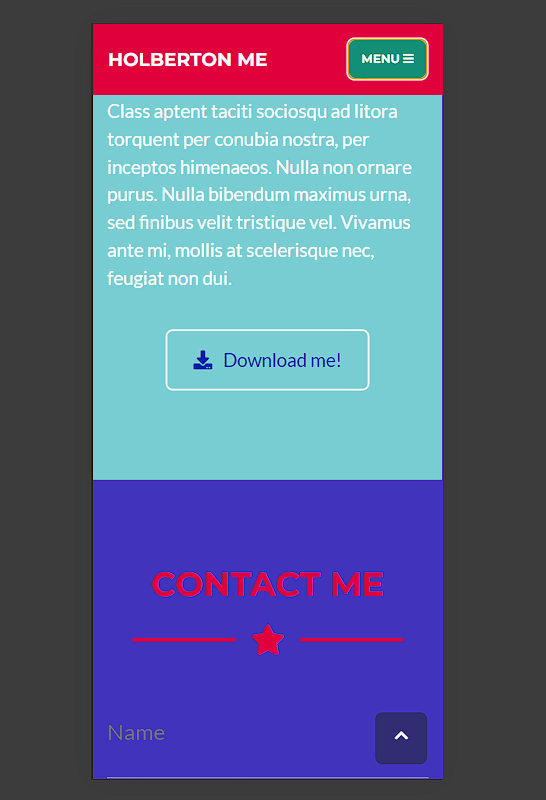 HOLBERTON ME
MENU
Class aptent taciti sociosqu ad litora
torquent per conubia nostra, per
inceptos himenaeos. Nulla non ornare
purus. Nulla bibendum maximus urna,
sed finibus velit tristique vel. Vivamus
ante mi, mollis at scelerisque nec,
feugiat non dui.
Download me!
CONTACT ME
Name